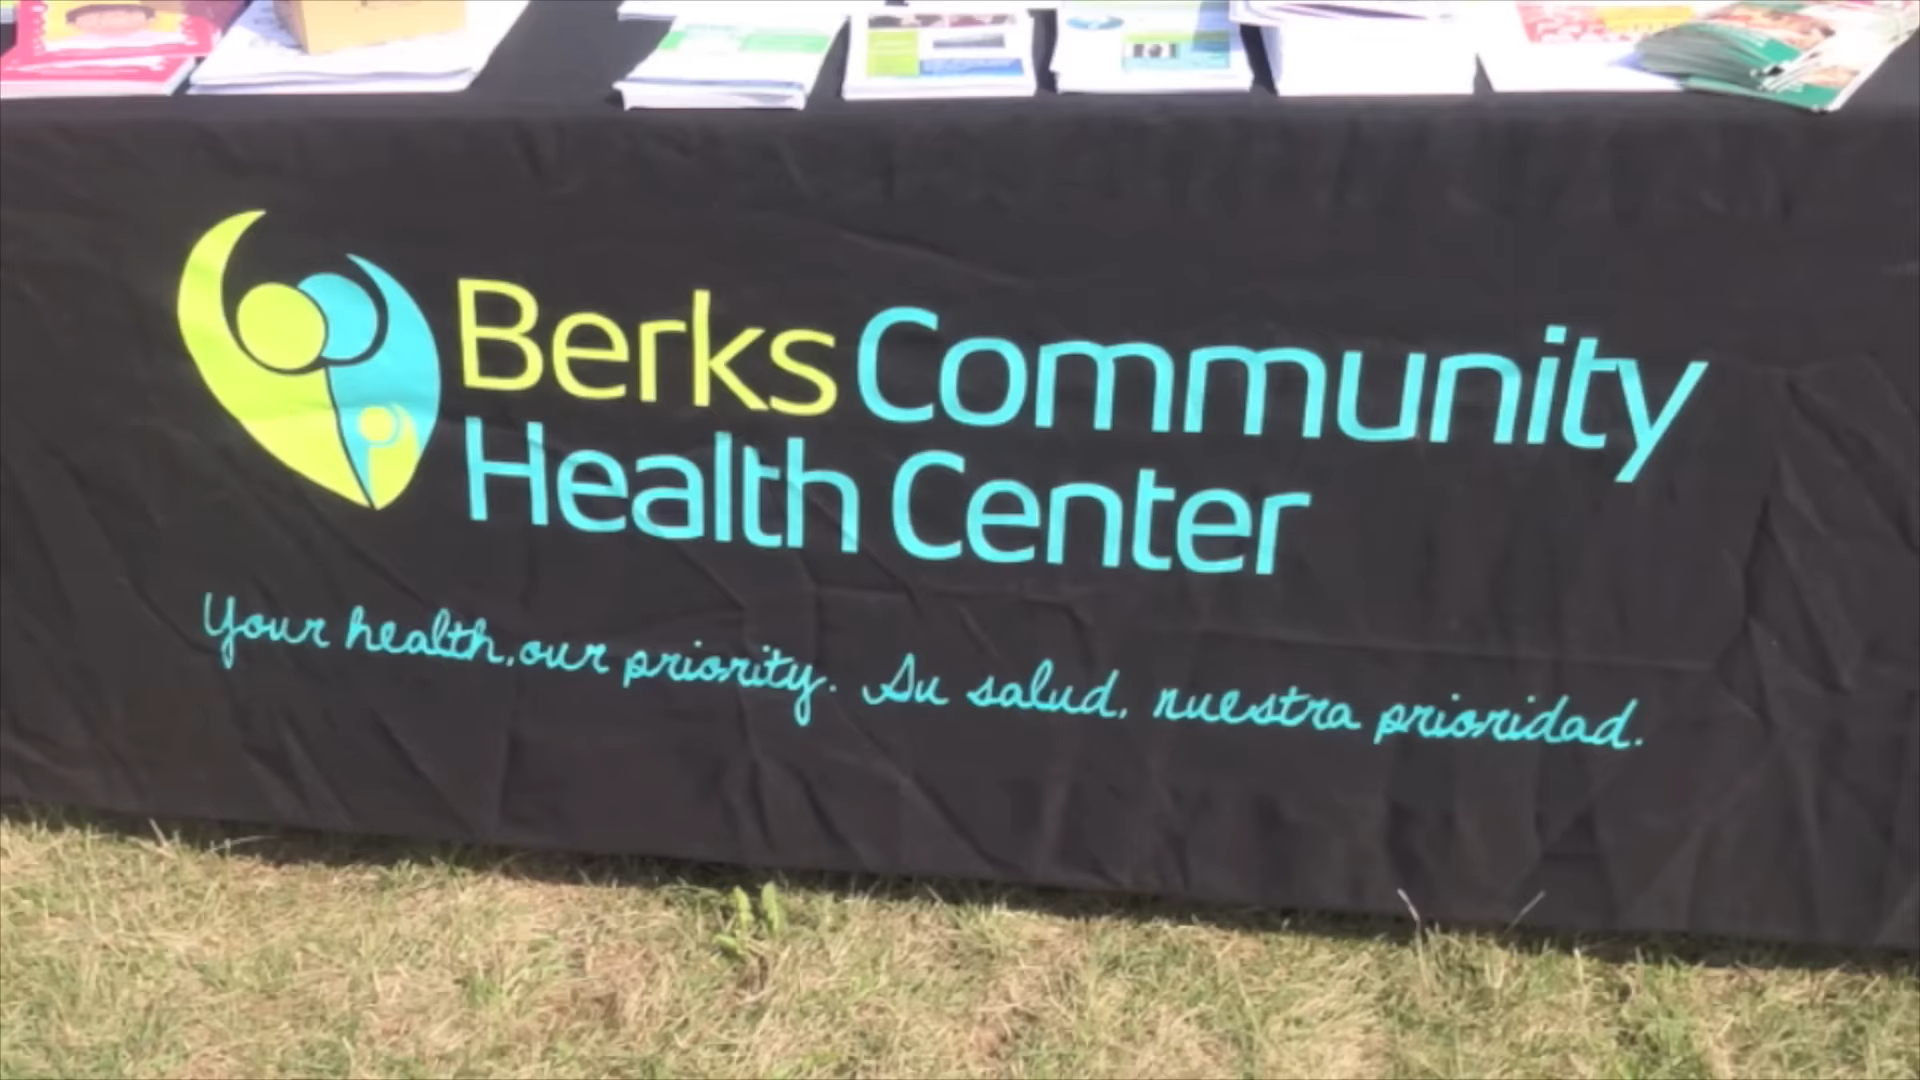 Berks Community
Health Center
Your health, our priority. Su salud, nuestra prioridad.